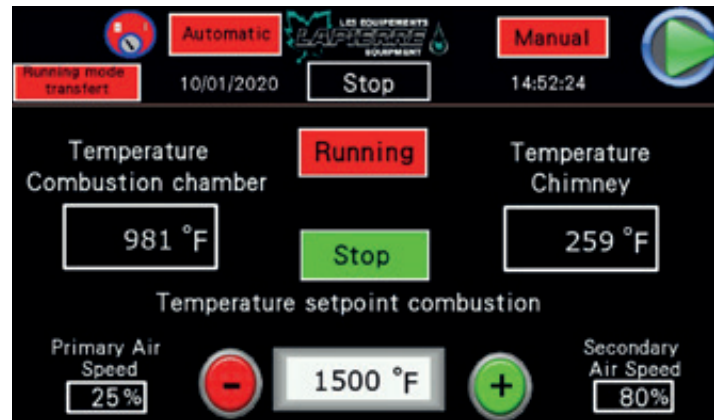 Automatic
LES EQUIPEMENTS
LAPIERRE
EQUIPMENT
Manual
Running mode
transfert
10/01/2020
Stop
14:52:24
Temperature
Combustion chamber
Running
Temperature
Chimney
981 °F
259 °F
Stop
Temperature setpoint combustion
Primary Air
Speed
25%
-
1500 °F
+
Secondary
Air Speed
80%